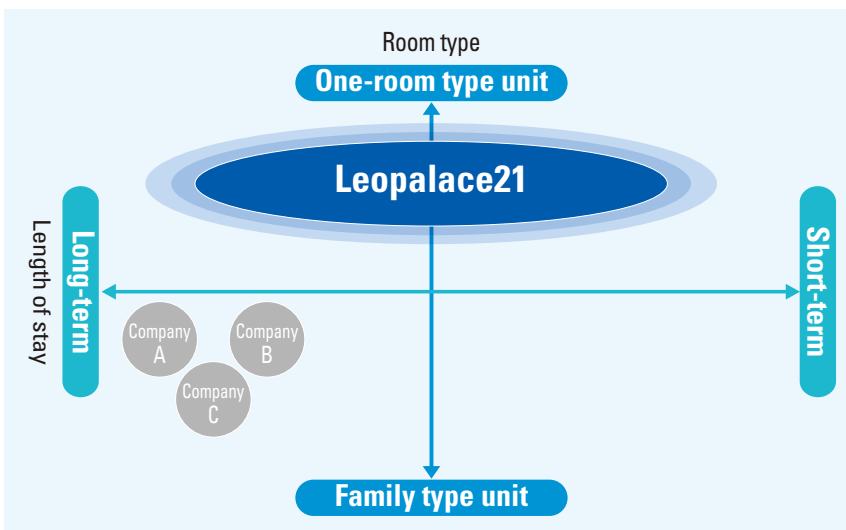 Room type
One-room type unit
Leopalace21
Length of stay
Long-term
Short-term
Company
A
Company
B
Company
C
Family type unit